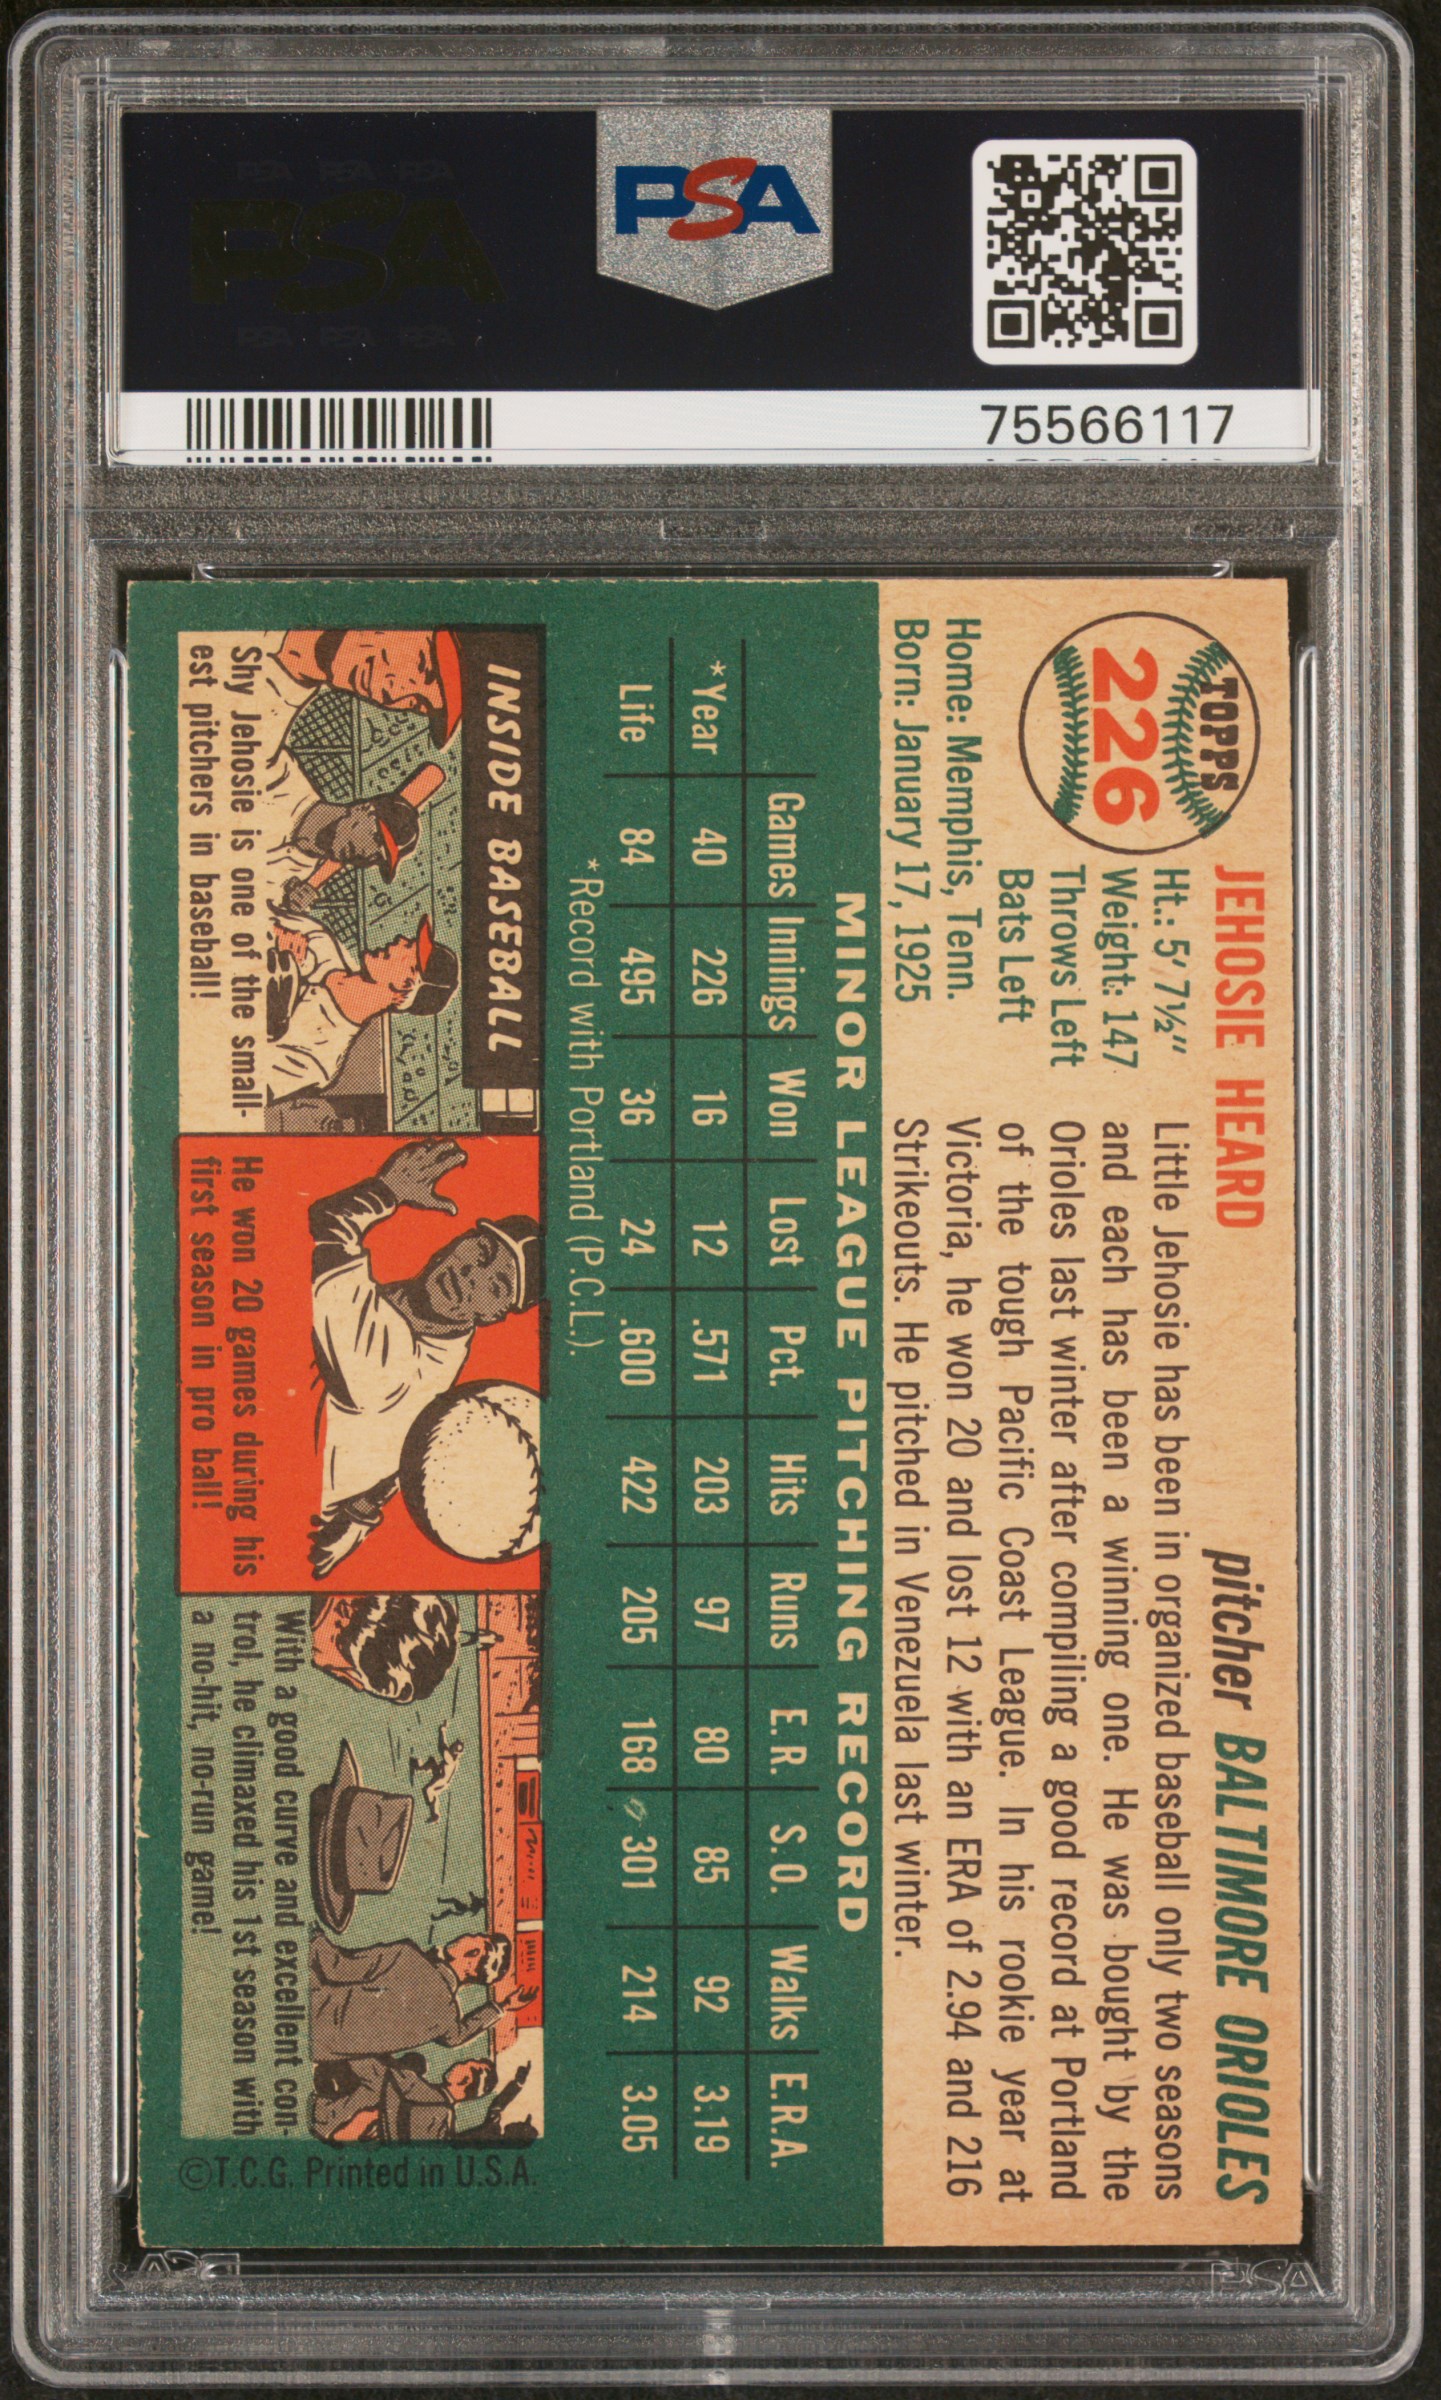 PSA
75566117
TOPPS
226
JEHOSIE HEARD
pitcher BALTIMORE ORIOLES
Ht.: 5' 7½"
Weight: 147
Throws Left
Bats Left
Home: Memphis, Tenn.
Born: January 17, 1925
Little Jehosie has been in organized baseball only two seasons
and each has been a winning one. He was bought by the
Orioles last winter after compiling a good record at Portland
of the tough Pacific Coast League. In his rookie year at
Victoria, he won 20 and lost 12 with an ERA of 2.94 and 216
Strikeouts. He pitched in Venezuela last winter.
MINOR LEAGUE PITCHING RECORD
Games Innings Won Lost Pct. Hits Runs E.R. S.O. Walks E.R.A.
*Year 40 226 16 12 .571 203 97 80 85 92 3.19
Life 84 495 36 24 .600 422 205 168 301 214 3.05
*Record with Portland (P.C.L.).
INSIDE BASEBALL
Shy Jehosie is one of the small-
est pitchers in baseball!
He won 20 games during his
first season in pro ball!
With a good curve and excellent con-
trol, he climaxed his 1st season with
a no-hit, no-run game!
©T.C.G. Printed in U.S.A.
PSA
PSA
PSA PSA PSA
PSA
PSA PSA PSA